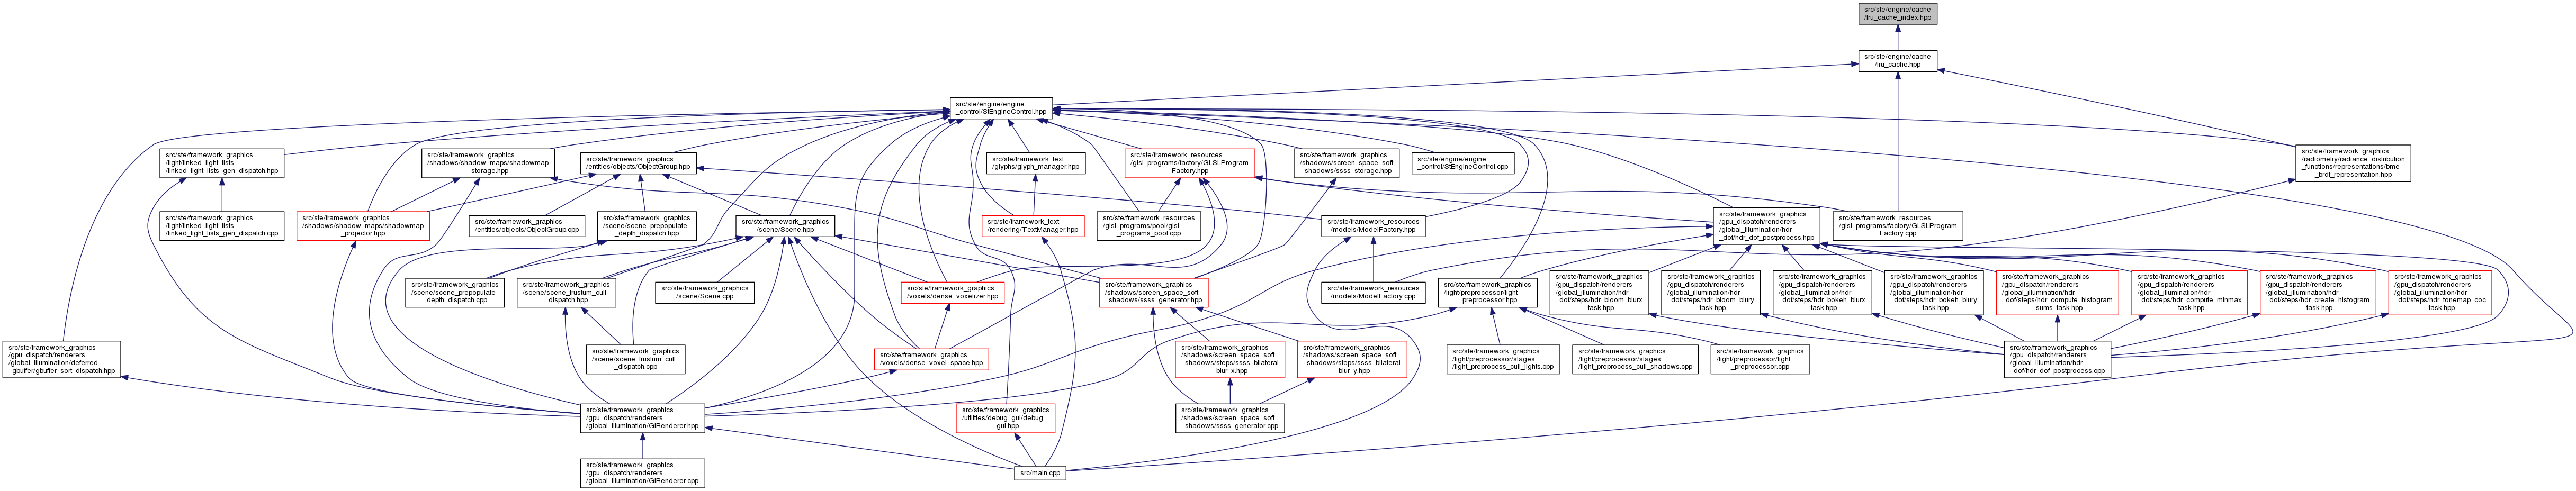 src/ste/engine/cache
/lru_cache_index.hpp
src/ste/engine/cache
/lru_cache.hpp
src/ste/engine/engine
_control/StEngineControl.hpp
src/ste/framework_graphics
/light/linked_light_lists
/linked_light_lists_gen_dispatch.hpp
src/ste/framework_graphics
/shadows/shadow_maps/shadowmap
_storage.hpp
src/ste/framework_graphics
/entities/objects/ObjectGroup.hpp
src/ste/framework_text
/glyphs/glyph_manager.hpp
src/ste/framework_resources
/glsl_programs/factory/GLSLProgram
Factory.hpp
src/ste/framework_graphics
/shadows/screen_space_soft
_shadows/ssss_storage.hpp
src/ste/engine/engine
_control/StEngineControl.cpp
src/ste/framework_graphics
/radiometry/radiance_distribution
_functions/representations/bme
_brdf_representation.hpp
src/ste/framework_graphics
/light/linked_light_lists
/linked_light_lists_gen_dispatch.cpp
src/ste/framework_graphics
/shadows/shadow_maps/shadowmap
_projector.hpp
src/ste/framework_graphics
/entities/objects/ObjectGroup.cpp
src/ste/framework_graphics
/scene/scene_prepopulate
_depth_dispatch.hpp
src/ste/framework_graphics
/scene/Scene.hpp
src/ste/framework_text
/rendering/TextManager.hpp
src/ste/framework_resources
/glsl_programs/pool/glsl
_programs_pool.cpp
src/ste/framework_resources
/models/ModelFactory.hpp
src/ste/framework_graphics
/gpu_dispatch/renderers
/global_illumination/hdr
_dof/hdr_dof_postprocess.hpp
src/ste/framework_resources
/glsl_programs/factory/GLSLProgram
Factory.cpp
src/ste/framework_graphics
/scene/scene_prepopulate
_depth_dispatch.cpp
src/ste/framework_graphics
/scene/scene_frustum_cull
_dispatch.hpp
src/ste/framework_graphics
/scene/Scene.cpp
src/ste/framework_graphics
/voxels/dense_voxelizer.hpp
src/ste/framework_graphics
/shadows/screen_space_soft
_shadows/ssss_generator.hpp
src/ste/framework_resources
/models/ModelFactory.cpp
src/ste/framework_graphics
/light/preprocessor/light
_preprocessor.hpp
src/ste/framework_graphics
/gpu_dispatch/renderers
/global_illumination/hdr
_dof/steps/hdr_bloom_blurx
_task.hpp
src/ste/framework_graphics
/gpu_dispatch/renderers
/global_illumination/hdr
_dof/steps/hdr_bloom_blury
_task.hpp
src/ste/framework_graphics
/gpu_dispatch/renderers
/global_illumination/hdr
_dof/steps/hdr_bokeh_blurx
_task.hpp
src/ste/framework_graphics
/gpu_dispatch/renderers
/global_illumination/hdr
_dof/steps/hdr_bokeh_blury
_task.hpp
src/ste/framework_graphics
/gpu_dispatch/renderers
/global_illumination/hdr
_dof/steps/hdr_compute_histogram
_sums_task.hpp
src/ste/framework_graphics
/gpu_dispatch/renderers
/global_illumination/hdr
_dof/steps/hdr_compute_minmax
_task.hpp
src/ste/framework_graphics
/gpu_dispatch/renderers
/global_illumination/hdr
_dof/steps/hdr_create_histogram
_task.hpp
src/ste/framework_graphics
/gpu_dispatch/renderers
/global_illumination/hdr
_dof/steps/hdr_tonemap_coc
_task.hpp
src/ste/framework_graphics
/gpu_dispatch/renderers
/global_illumination/deferred
_gbuffer/gbuffer_sort_dispatch.hpp
src/ste/framework_graphics
/scene/scene_frustum_cull
_dispatch.cpp
src/ste/framework_graphics
/voxels/dense_voxel_space.hpp
src/ste/framework_graphics
/shadows/screen_space_soft
_shadows/steps/ssss_bilateral
_blur_x.hpp
src/ste/framework_graphics
/shadows/screen_space_soft
_shadows/steps/ssss_bilateral
_blur_y.hpp
src/ste/framework_graphics
/light/preprocessor/stages
/light_preprocess_cull_lights.cpp
src/ste/framework_graphics
/light/preprocessor/stages
/light_preprocess_cull_shadows.cpp
src/ste/framework_graphics
/light/preprocessor/light
_preprocessor.cpp
src/ste/framework_graphics
/gpu_dispatch/renderers
/global_illumination/hdr
_dof/hdr_dof_postprocess.cpp
src/ste/framework_graphics
/gpu_dispatch/renderers
/global_illumination/GIRenderer.hpp
src/ste/framework_graphics
/utilities/debug_gui/debug
_gui.hpp
src/ste/framework_graphics
/shadows/screen_space_soft
_shadows/ssss_generator.cpp
src/ste/framework_graphics
/gpu_dispatch/renderers
/global_illumination/GIRenderer.cpp
src/main.cpp